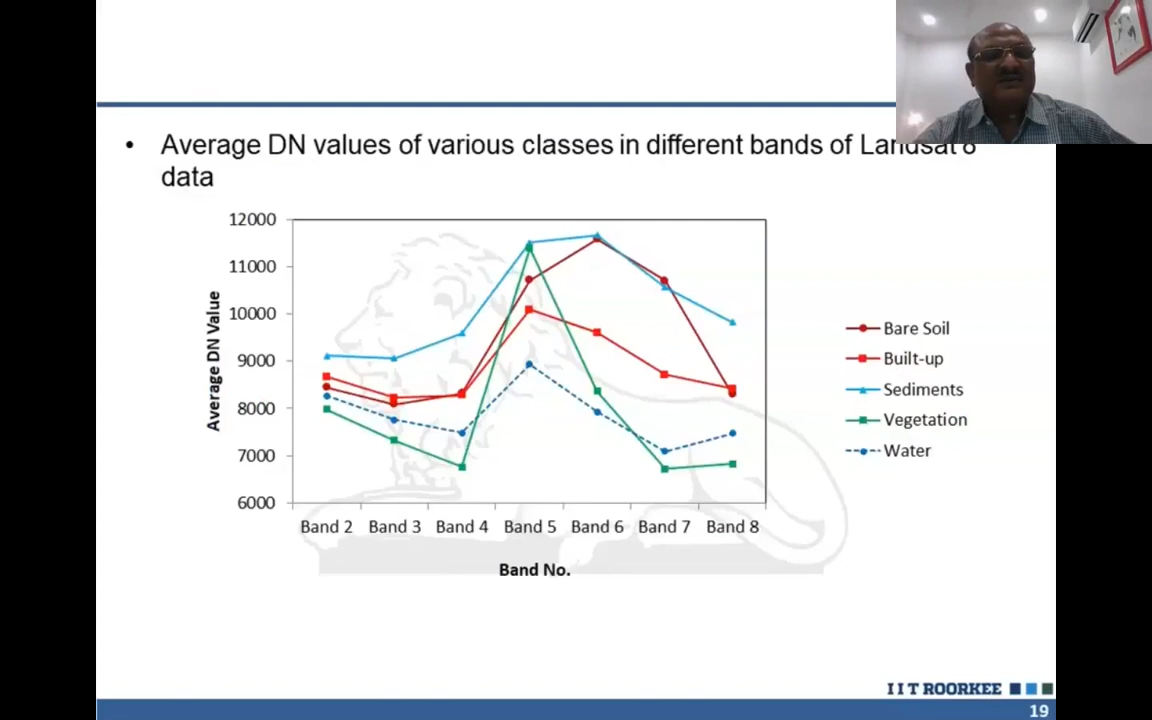 • Average DN values of various classes in different bands of Landsat 8
data
12000
11000
10000
9000
8000
7000
6000
Average DN Value
Band 2 Band 3 Band 4 Band 5 Band 6 Band 7 Band 8
Band No.
Bare Soil
Built-up
Sediments
Vegetation
Water
IIT ROORKEE
19